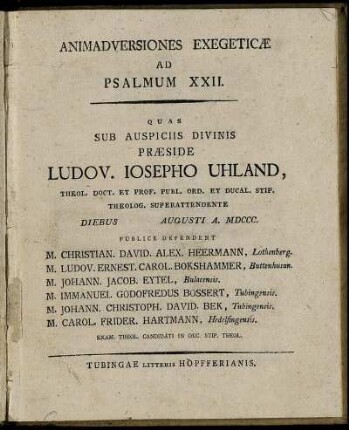 ANIMADVERSIONES EXEGETICÆ
AD
PSALMUM XXII.
QUAS
SUB AUSPICIIS DIVINIS
PRÆSIDE
LUDOV. IOSEPHO UHLAND,
THEOL. DOCT. ET PROF. PUBL. ORD. ET DUCAL. STIP.
THEOLOG. SUPERATTENDENTE
DIEBUS AUGUSTI A. MDCCC.
PUBLICE DEFENDENT
M. CHRISTIAN. DAVID. ALEX. HEERMANN, Lothenberg.
M. LUDOV. ERNEST. CAROL. BOKSHAMMER, Buttenhusan.
M. JOHANN. JACOB. EYTEL, Bulacensis.
M. IMMANUEL GODOFREDUS BOSSERT, Tubingensis.
M. JOHANN. CHRISTOPH. DAVID. BEK, Tubingensis.
M. CAROL. FRIDER. HARTMANN, Hedelfingensis.
EXAM. THEOL. CANDIDATI IN DUC. STIP. THEOL.
TUBINGAE LITTERIS HOPFFERIANIS.